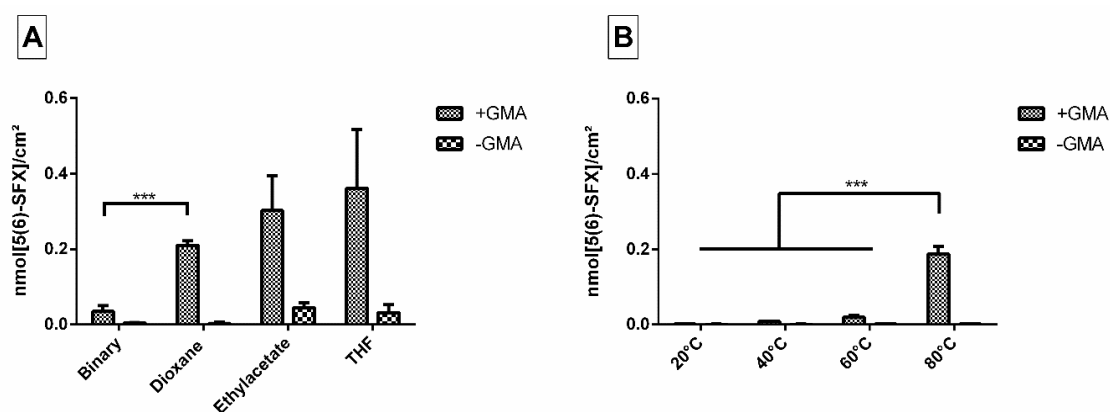 A
nmol[5(6)-SFX]/cm²
0.6
0.4
0.2
0.0
***
+GMA
-GMA
Binary
Dioxane
Ethylacetate
THF
B
nmol[5(6)-SFX]/cm²
0.6
0.4
0.2
0.0
***
+GMA
-GMA
20°C
40°C
60°C
80°C